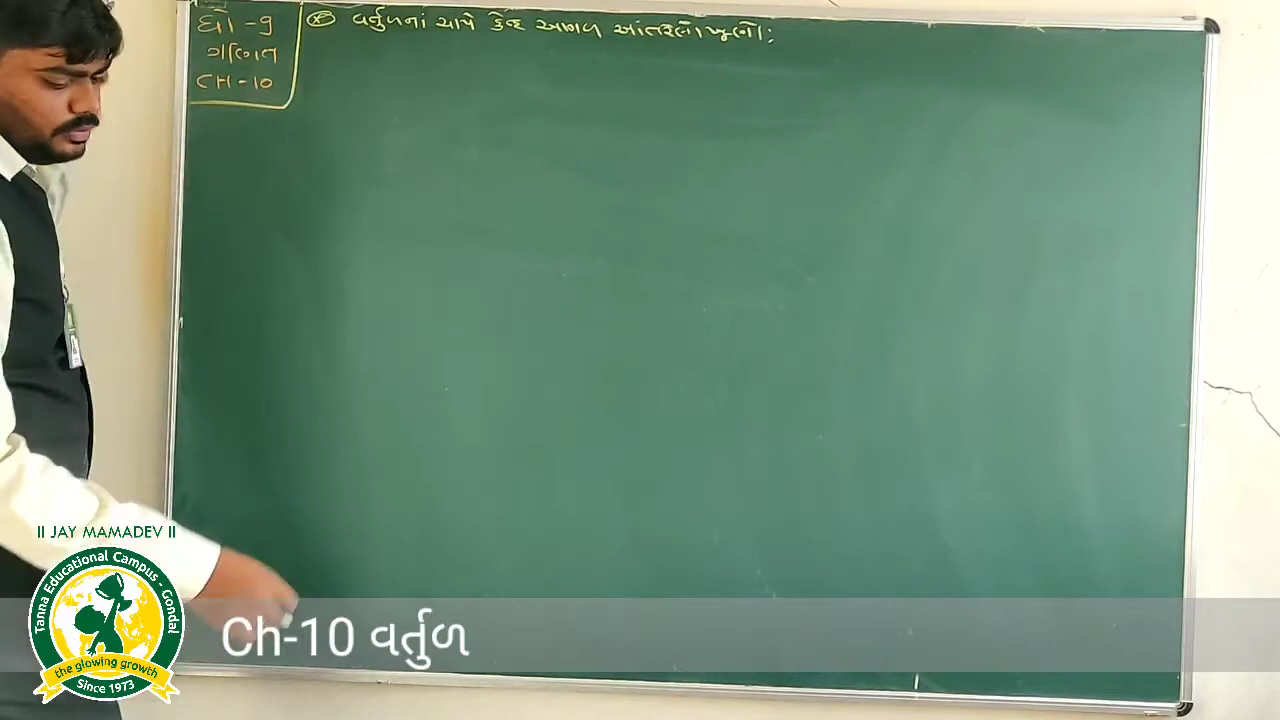 ધો-9
ગણિત
CH-10
વર્તુળનાં ચાપે કેન્દ્ર આગળ આંતરેલો ખૂણો:
II JAY MAMADEV II
Tanna Educational Campus - Gondal
the glowing growth
Since 1973
Ch-10 વર્તુળ